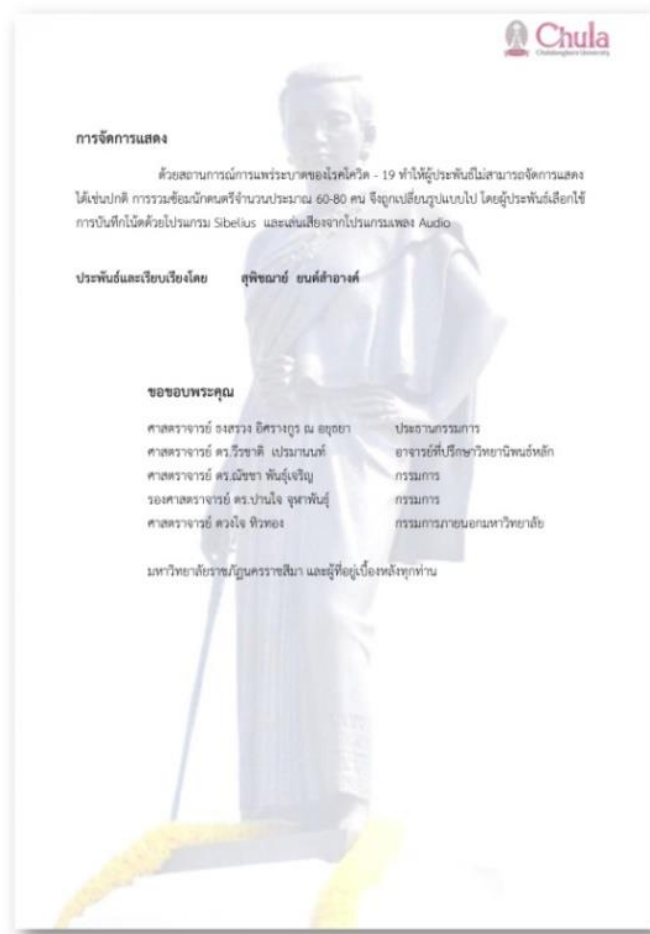 Chula
Chulalongkorn University
การจัดการแสดง
ด้วยสถานการณ์การแพร่ระบาดของโรคโควิด - 19 ทำให้ผู้ประพันธ์ไม่สามารถจัดการแสดง
ได้เช่นปกติ การรวมซ้อมนักดนตรีจำนวนประมาณ 60-80 คน จึงถูกเปลี่ยนรูปแบบไป โดยผู้ประพันธ์เลือกใช้
การบันทึกโน้ตด้วยโปรแกรม Sibelius และเล่นเสียงจากโปรแกรมเพลง Audio
ประพันธ์และเรียบเรียงโดย สุพิชฌาย์ ยนต์สำอางค์
ขอขอบพระคุณ
ศาสตราจารย์ ธงสรวง อิศรางกูร ณ อยุธยา ประธานกรรมการ
ศาสตราจารย์ ดร.วีรชาติ เปรมานนท์ อาจารย์ที่ปรึกษาวิทยานิพนธ์หลัก
ศาสตราจารย์ ดร.ณัชชา พันธุ์เจริญ กรรมการ
รองศาสตราจารย์ ดร.ปานใจ จุฬาพันธุ์ กรรมการ
ศาสตราจารย์ ดวงใจ ทิวทอง กรรมการภายนอกมหาวิทยาลัย
มหาวิทยาลัยราชภัฏนครราชสีมา และผู้ที่อยู่เบื้องหลังทุกท่าน